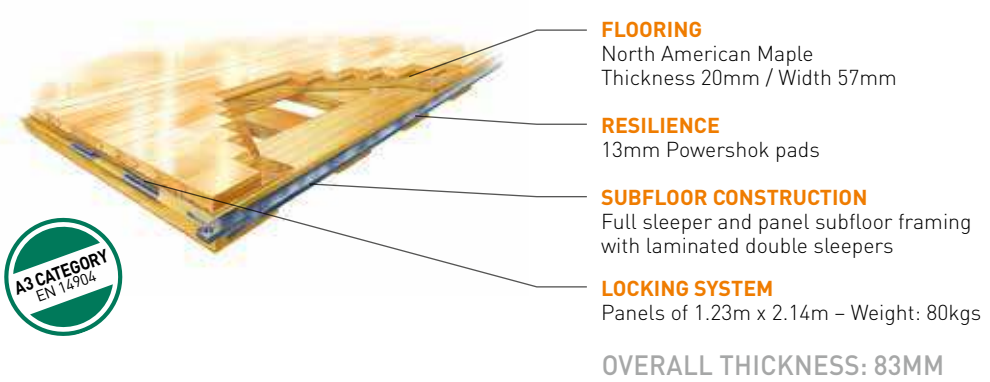 FLOORING
North American Maple
Thickness 20mm / Width 57mm
RESILIENCE
13mm Powershok pads
SUBFLOOR CONSTRUCTION
Full sleeper and panel subfloor framing
with laminated double sleepers
LOCKING SYSTEM
Panels of 1.23m x 2.14m – Weight: 80kgs
OVERALL THICKNESS: 83MM
A3 CATEGORY
EN 14904